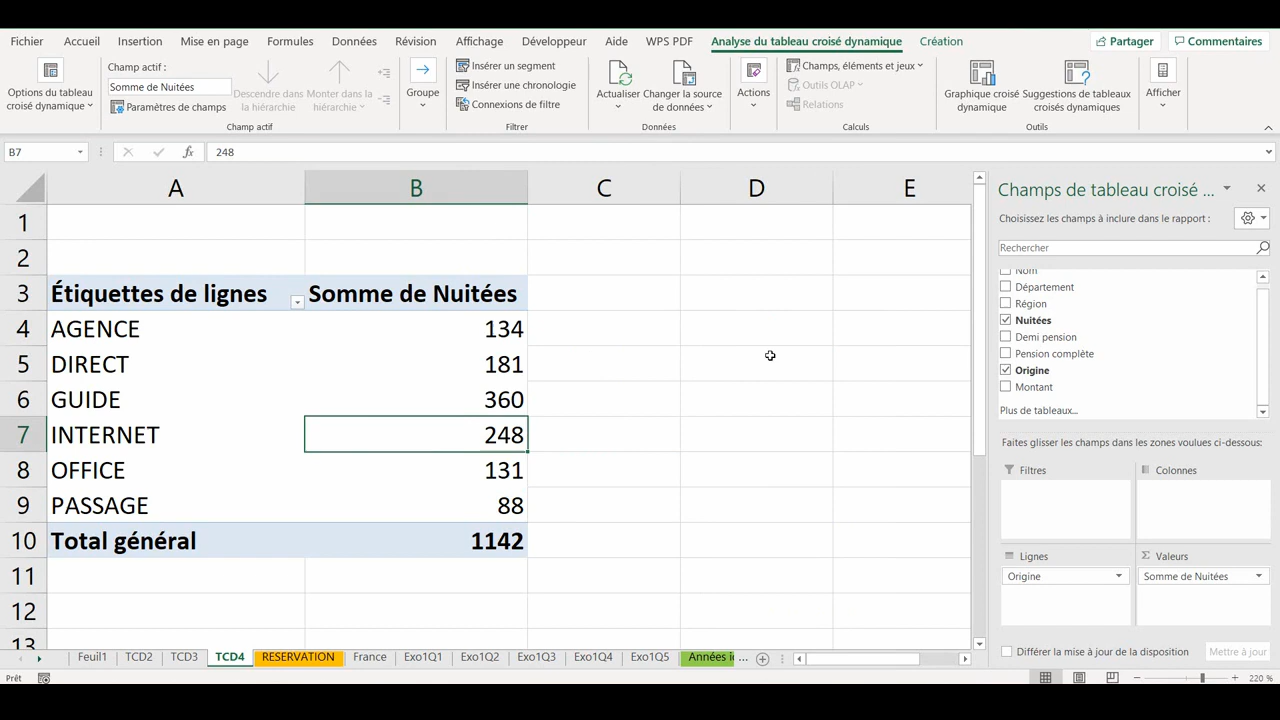 Fichier Accueil Insertion Mise en page Formules Données Révision Affichage Développeur Aide WPS PDF Analyse du tableau croisé dynamique Création Partager Commentaires
Options du tableau croisé dynamique
Champ actif :
Somme de Nuitées
Paramètres de champs
Descendre dans la hiérarchie
Monter dans la hiérarchie
Champ actif
Groupe
Insérer un segment
Insérer une chronologie
Connexions de filtre
Filtrer
Actualiser
Changer la source de données
Données
Actions
Champs, éléments et jeux
Outils OLAP
Relations
Calculs
Graphique croisé dynamique
Suggestions de tableaux croisés dynamiques
Outils
Afficher
B7 fx 248
A B C D E
1
2
3 Étiquettes de lignes Somme de Nuitées
4 AGENCE 134
5 DIRECT 181
6 GUIDE 360
7 INTERNET 248
8 OFFICE 131
9 PASSAGE 88
10 Total général 1142
11
12
13
Champs de tableau croisé ...
Choisissez les champs à inclure dans le rapport :
Rechercher
Nom
Département
Région
Nuitées
Demi pension
Pension complète
Origine
Montant
Plus de tableaux...
Faites glisser les champs dans les zones voulues ci-dessous:
Filtres Colonnes
Lignes Σ Valeurs
Origine Somme de Nuitées
Différer la mise à jour de la disposition Mettre à jour
Feuil1 TCD2 TCD3 TCD4 RESERVATION France Exo1Q1 Exo1Q2 Exo1Q3 Exo1Q4 Exo1Q5 Années ...
Prêt 220 %